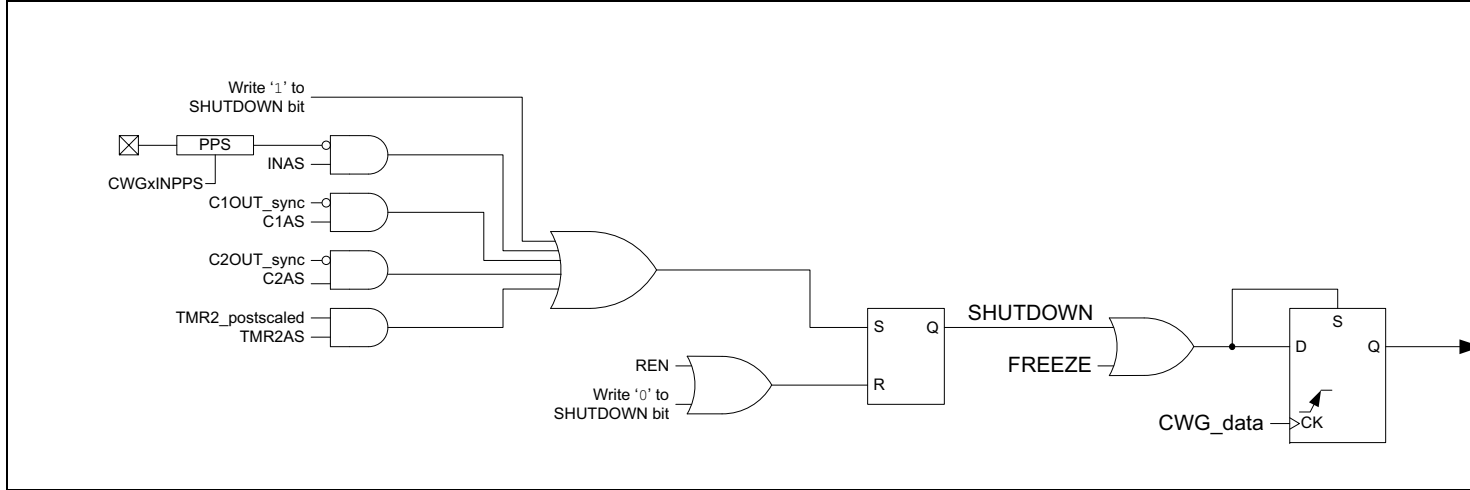 Write ‘1’ to
SHUTDOWN bit
PPS
INAS
CWGxINPPS
C1OUT_sync
C1AS
C2OUT_sync
C2AS
TMR2_postscaled
TMR2AS
REN
Write ‘0’ to
SHUTDOWN bit
S
Q
R
SHUTDOWN
FREEZE
S
D
Q
CWG_data
CK